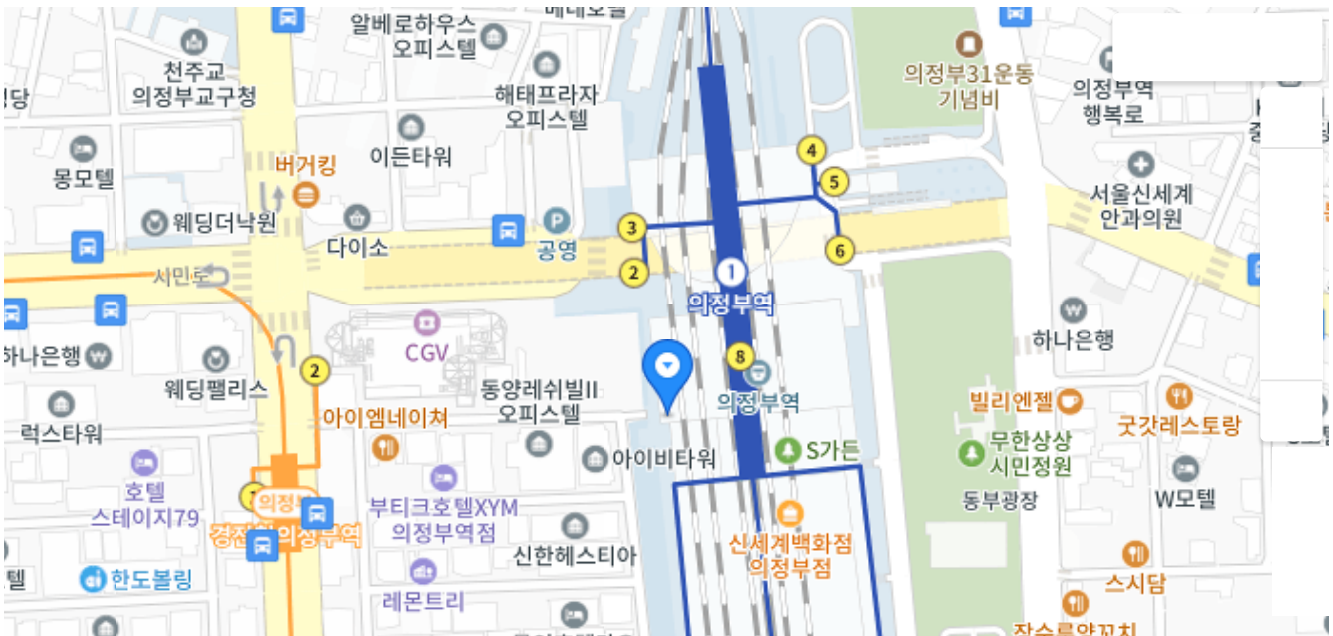 알베로하우스
오피스텔
천주교
의정부교구청
해태프라자
오피스텔
의정부31운동
기념비
의정부역
행복로
이든타워
버거킹
몽모텔
4
5
서울신세계
안과의원
웨딩더낙원
다이소
P
공영
3
2
6
시민로
1
의정부역
CGV
하나은행
하나은행
웨딩팰리스
2
8
동양레쉬빌II
오피스텔
의정부역
빌리엔젤
굿갓레스토랑
럭스타워
아이엠네이쳐
아이비타워
S가든
무한상상
시민정원
호텔
스테이지79
부티크호텔XYM
의정부역점
동부광장
W모텔
신한헤스티아
신세계백화점
의정부점
한도볼링
레몬트리
스시담